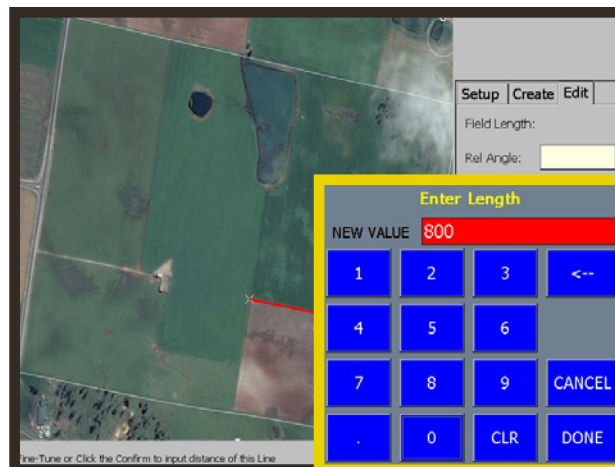 Setup Create Edit
Field Length:
Rel Angle:
Enter Length
NEW VALUE 800
1 2 3 <--
4 5 6
7 8 9 CANCEL
. 0 CLR DONE
Fine-Tune or Click the Confirm to input distance of this Line